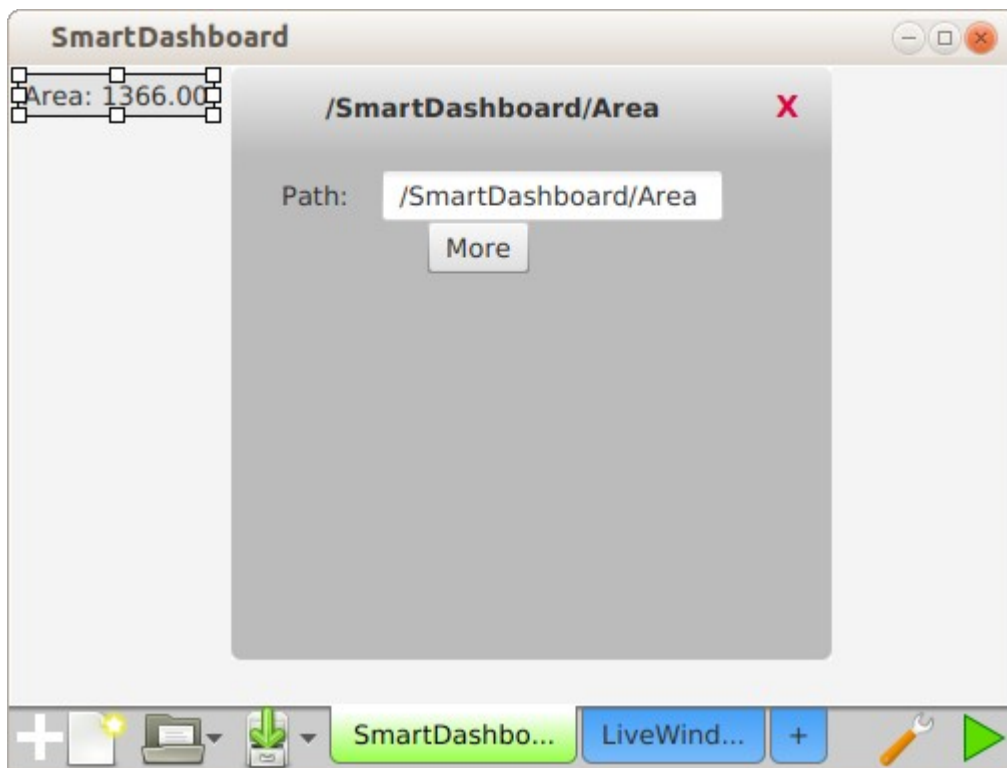 SmartDashboard
Area: 1366.00
/SmartDashboard/Area
X
Path: /SmartDashboard/Area
More
SmartDashbo... LiveWind... +